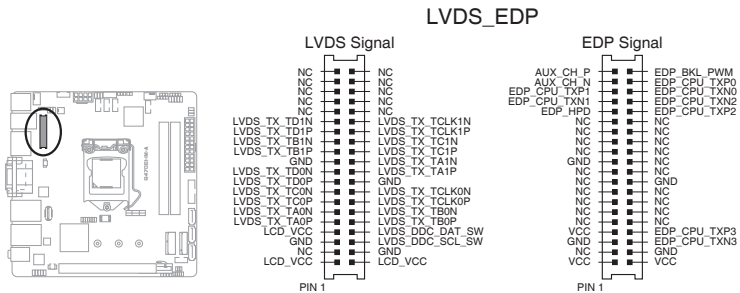 LVDS_EDP
LVDS Signal
NC NC
NC NC
NC NC
NC NC
NC NC
LVDS_TX_TD1N LVDS_TX_TCLK1N
LVDS_TX_TD1P LVDS_TX_TCLK1P
LVDS_TX_TB1N LVDS_TX_TC1N
LVDS_TX_TB1P LVDS_TX_TC1P
GND LVDS_TX_TA1N
LVDS_TX_TD0N LVDS_TX_TA1P
LVDS_TX_TD0P GND
LVDS_TX_TC0N LVDS_TX_TCLK0N
LVDS_TX_TC0P LVDS_TX_TCLK0P
LVDS_TX_TA0N LVDS_TX_TB0N
LVDS_TX_TA0P LVDS_TX_TB0P
LCD_VCC LVDS_DDC_DAT_SW
GND LVDS_DDC_SCL_SW
NC GND
LCD_VCC LCD_VCC
PIN 1
EDP Signal
AUX_CH_P EDP_BKL_PWM
AUX_CH_N EDP_CPU_TXP0
EDP_CPU_TXP1 EDP_CPU_TXN0
EDP_CPU_TXN1 EDP_CPU_TXN2
EDP_HPD EDP_CPU_TXP2
NC NC
NC NC
NC NC
NC NC
GND NC
NC NC
NC GND
NC NC
NC NC
NC NC
NC NC
VCC EDP_CPU_TXP3
GND EDP_CPU_TXN3
NC GND
VCC VCC
PIN 1